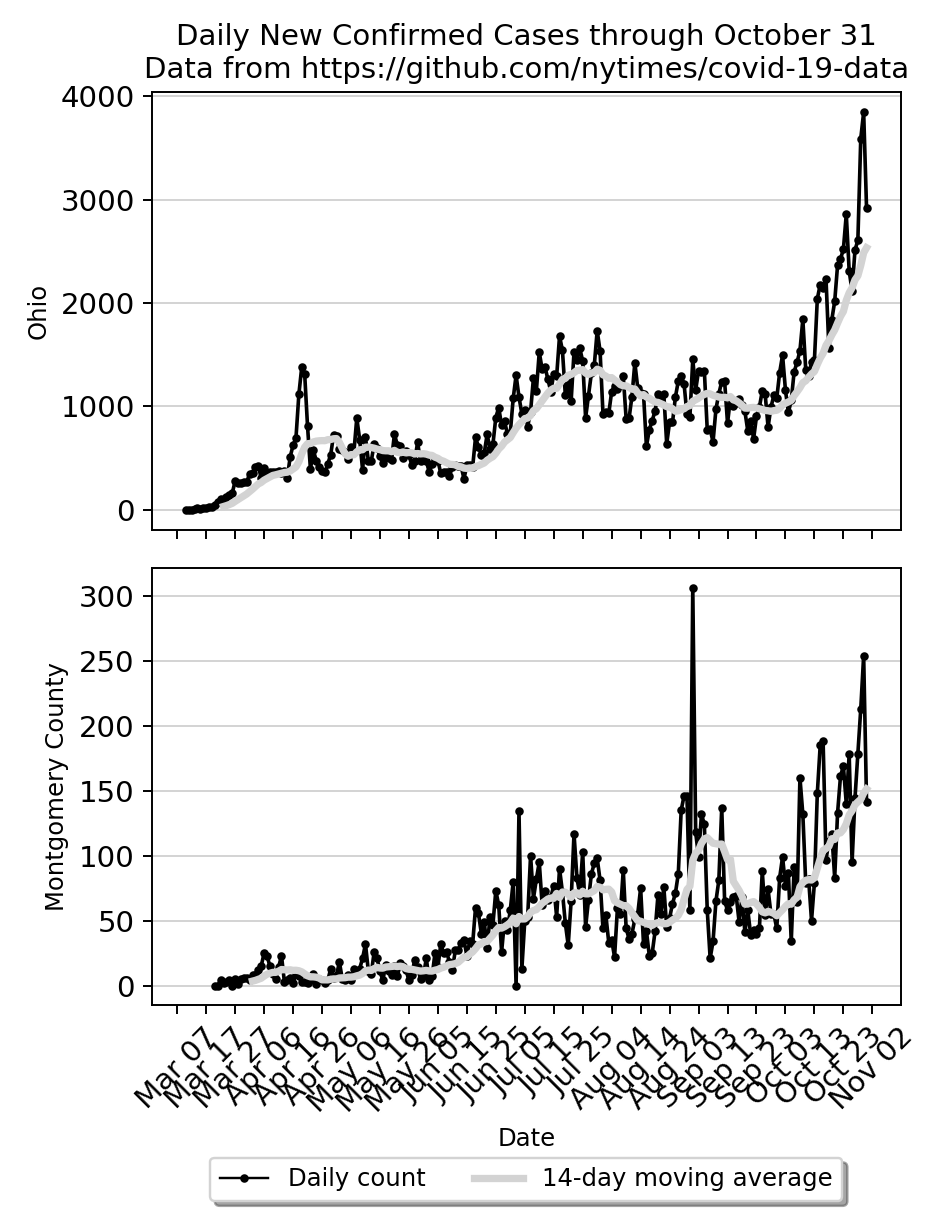 Daily New Confirmed Cases through October 31
Data from https://github.com/nytimes/covid-19-data
4000
3000
2000
1000
0
Ohio
300
250
200
150
100
50
0
Montgomery County
Mar 07
Mar 17
Mar 27
Apr 06
Apr 16
Apr 26
May 06
May 16
May 26
Jun 05
Jun 15
Jun 25
Jul 05
Jul 15
Jul 25
Aug 04
Aug 14
Aug 24
Sep 03
Sep 13
Sep 23
Oct 03
Oct 13
Oct 23
Nov 02
Date
Daily count
14-day moving average